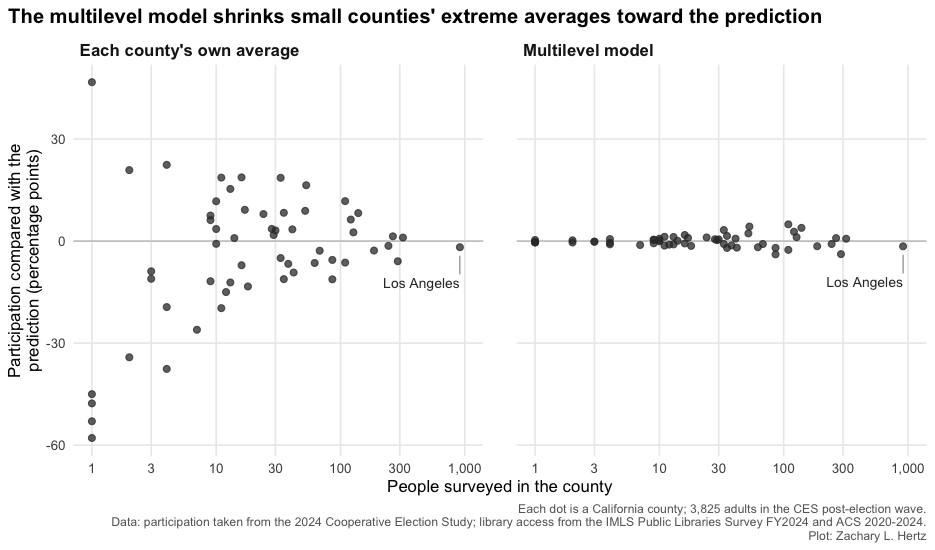 The multilevel model shrinks small counties' extreme averages toward the prediction
Each county's own average
Multilevel model
Participation compared with the
prediction (percentage points)
30
0
-30
-60
Los Angeles
Los Angeles
1 3 10 30 100 300 1,000
1 3 10 30 100 300 1,000
People surveyed in the county
Each dot is a California county; 3,825 adults in the CES post-election wave.
Data: participation taken from the 2024 Cooperative Election Study; library access from the IMLS Public Libraries Survey FY2024 and ACS 2020-2024.
Plot: Zachary L. Hertz